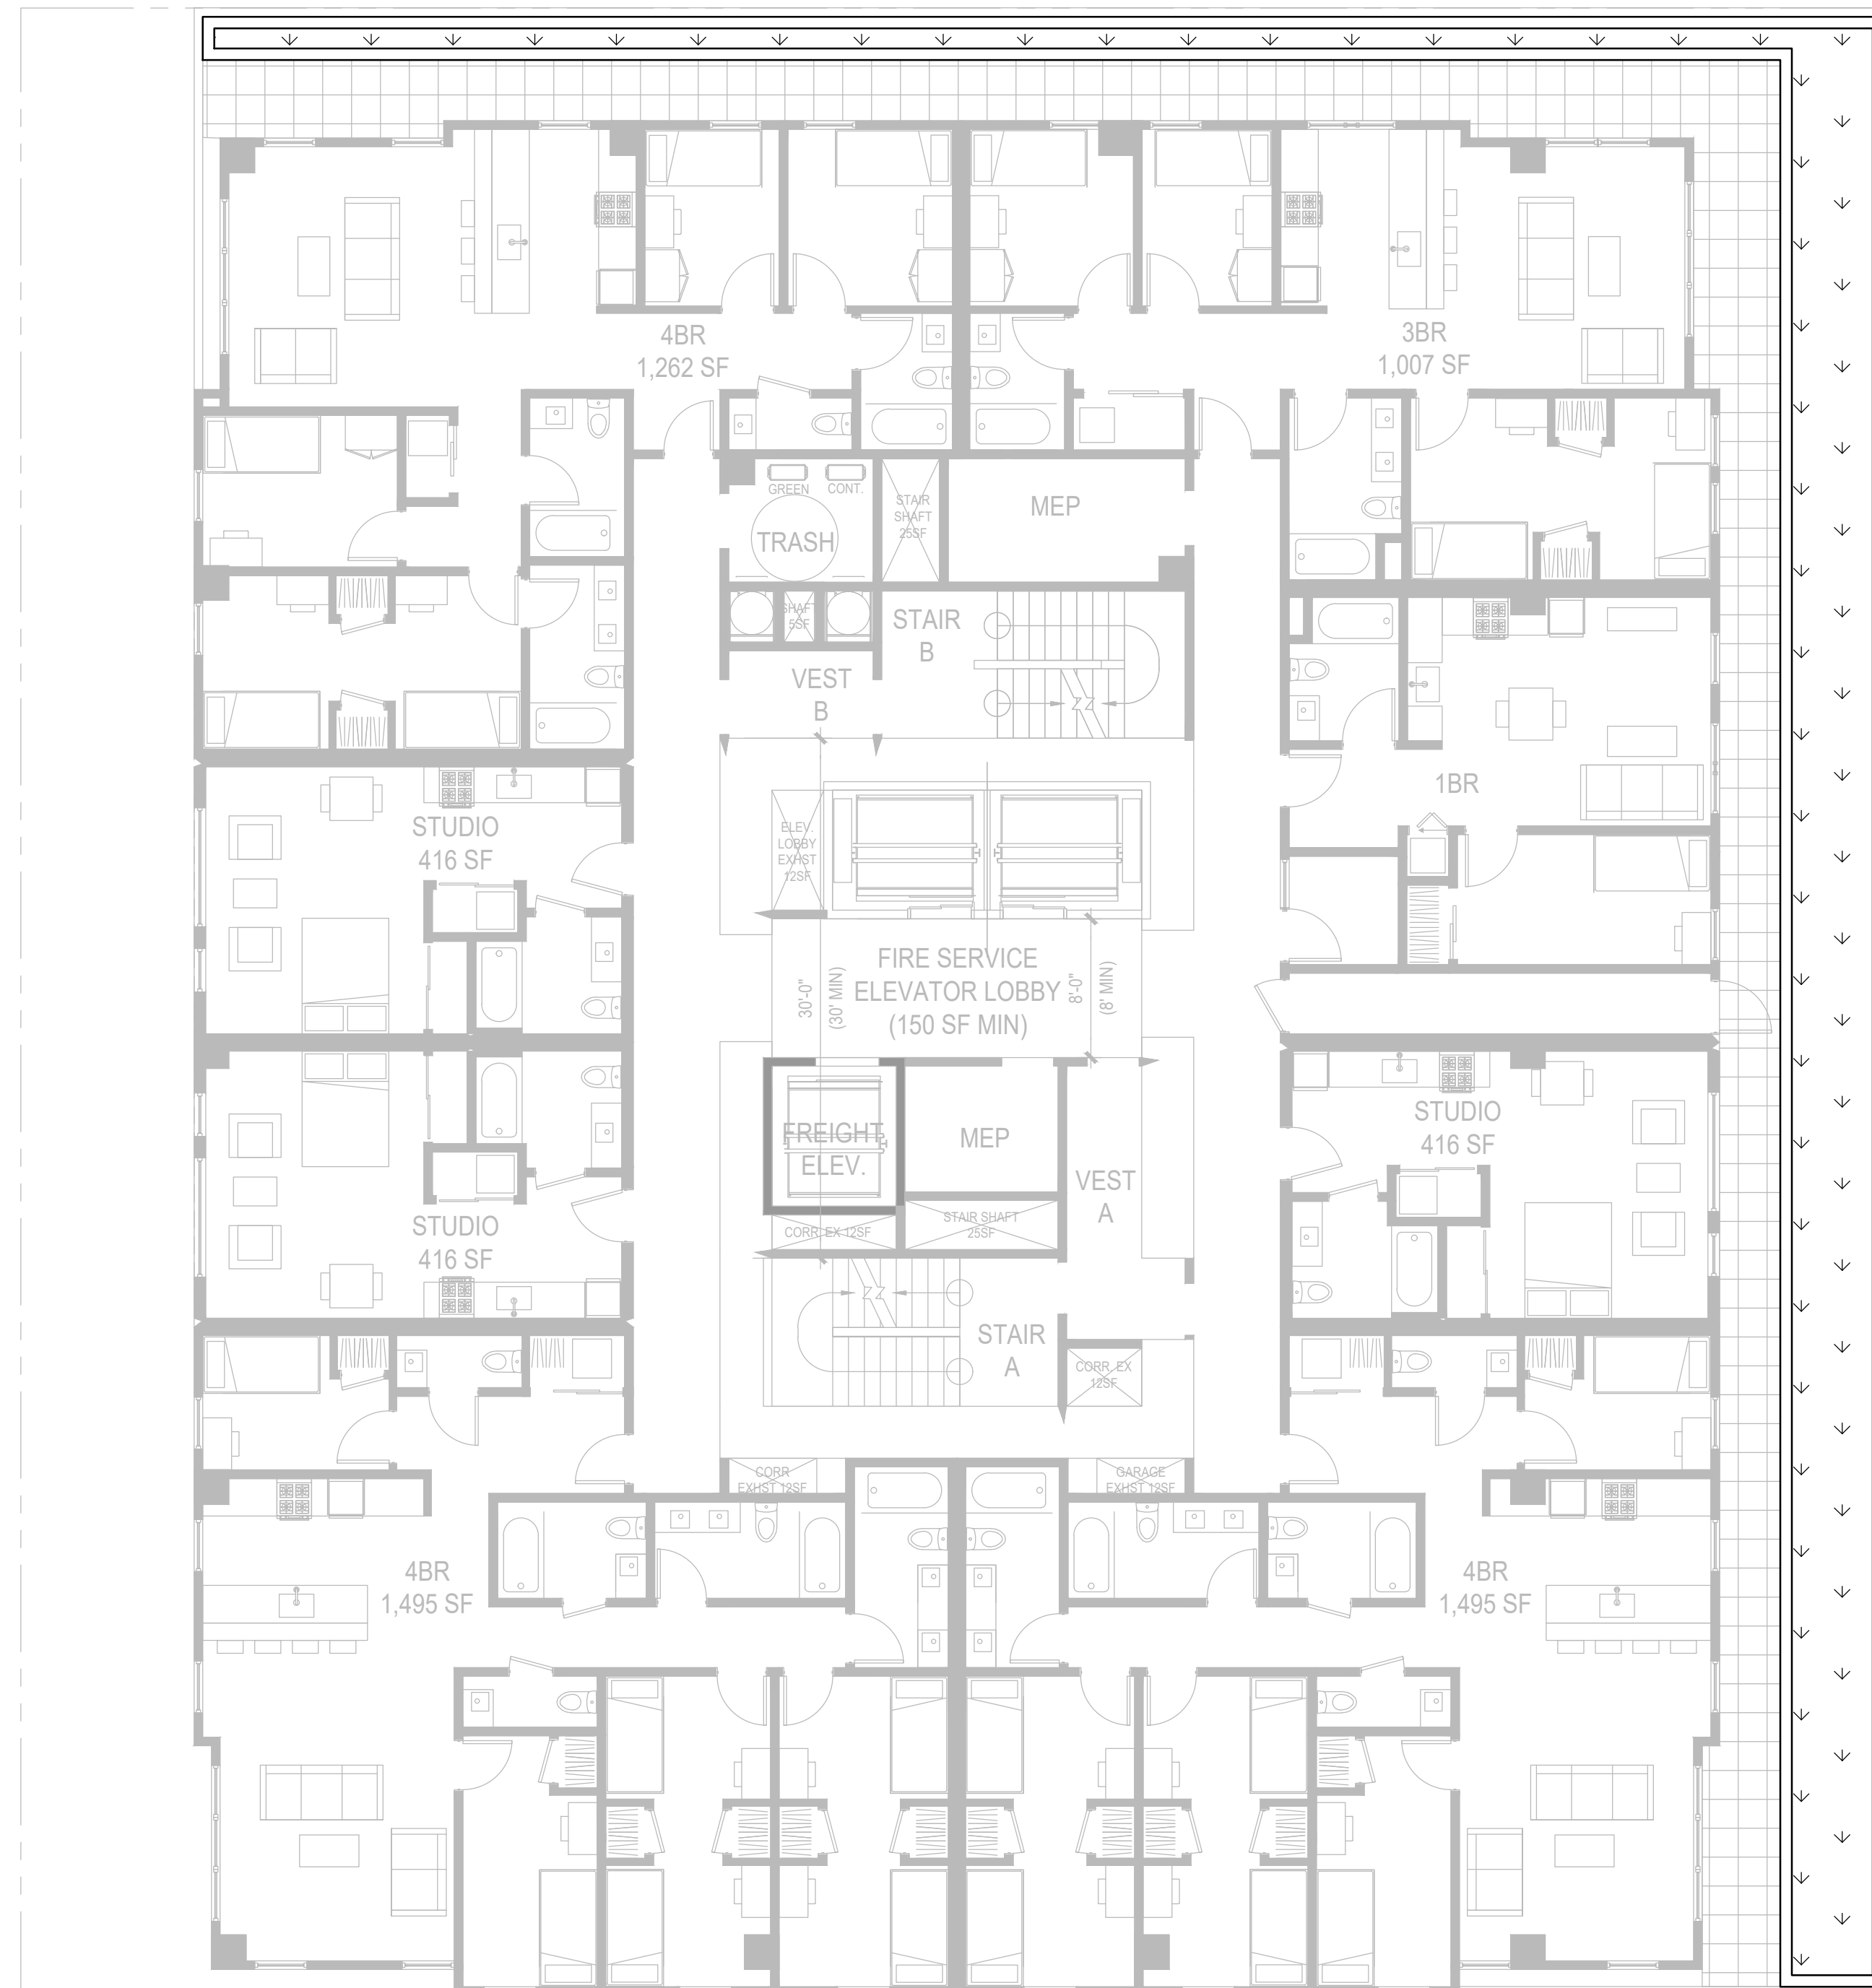 4BR
1,262 SF
3BR
1,007 SF
GREEN
CONT.
TRASH
STAIR
SHAFT
25SF
MEP
SHAFT
5SF
STAIR
B
VEST
B
1BR
STUDIO
416 SF
ELEV.
LOBBY
EXHST
12SF
FIRE SERVICE
ELEVATOR LOBBY
(150 SF MIN)
30'-0"
(30' MIN)
8'-0"
(8' MIN)
FREIGHT
ELEV.
MEP
VEST
A
STUDIO
416 SF
STUDIO
416 SF
CORR. EX 12SF
STAIR SHAFT
25SF
STAIR
A
CORR. EX
12SF
CORR
EXHST 12SF
GARAGE
EXHST 12SF
4BR
1,495 SF
4BR
1,495 SF